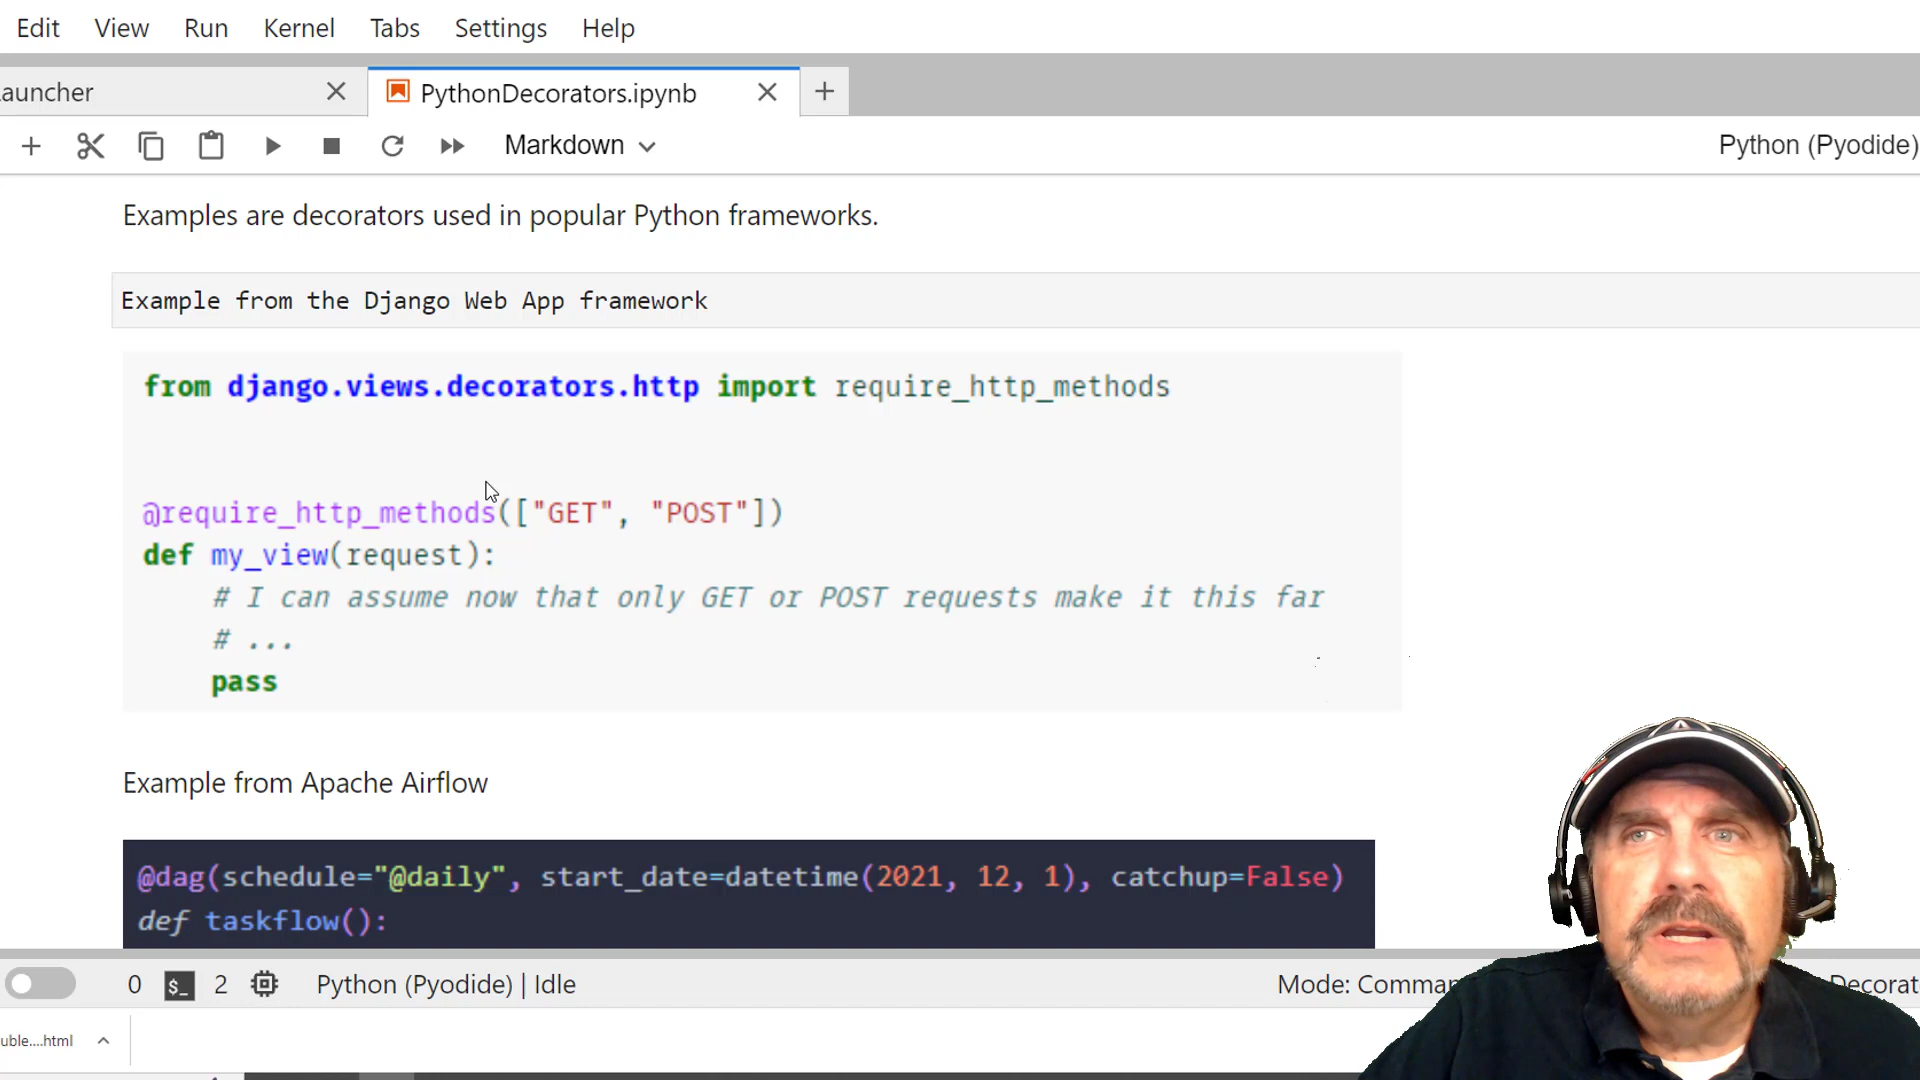 Edit View Run Kernel Tabs Settings Help
auncher PythonDecorators.ipynb
Markdown Python (Pyodide)
Examples are decorators used in popular Python frameworks.
Example from the Django Web App framework
from django.views.decorators.http import require_http_methods
@require_http_methods(["GET", "POST"])
def my_view(request):
# I can assume now that only GET or POST requests make it this far
# ...
pass
Example from Apache Airflow
@dag(schedule="@daily", start_date=datetime(2021, 12, 1), catchup=False)
def taskflow():
0 $_ 2 Python (Pyodide) | Idle Mode: Comman Decorat
uble....html